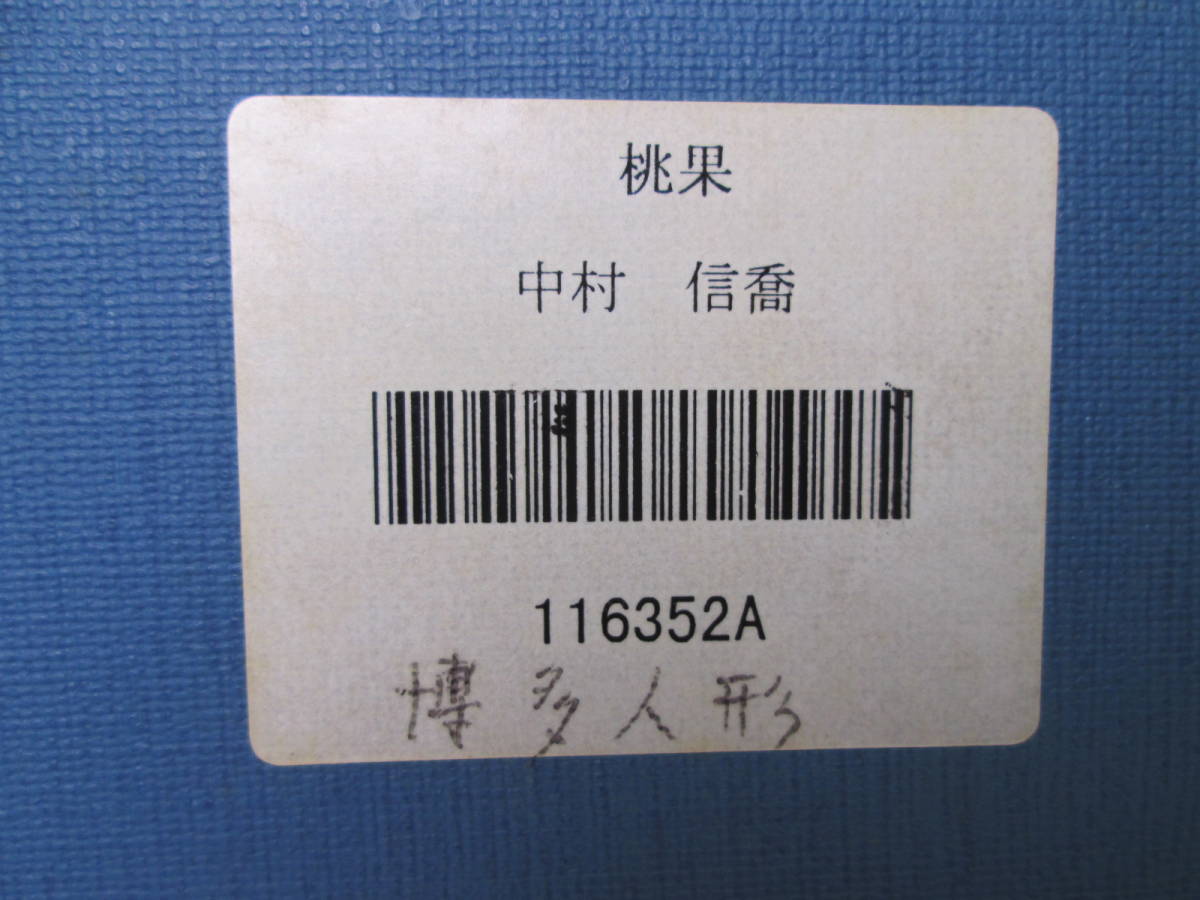 桃果
中村　信喬
116352A
博多人形